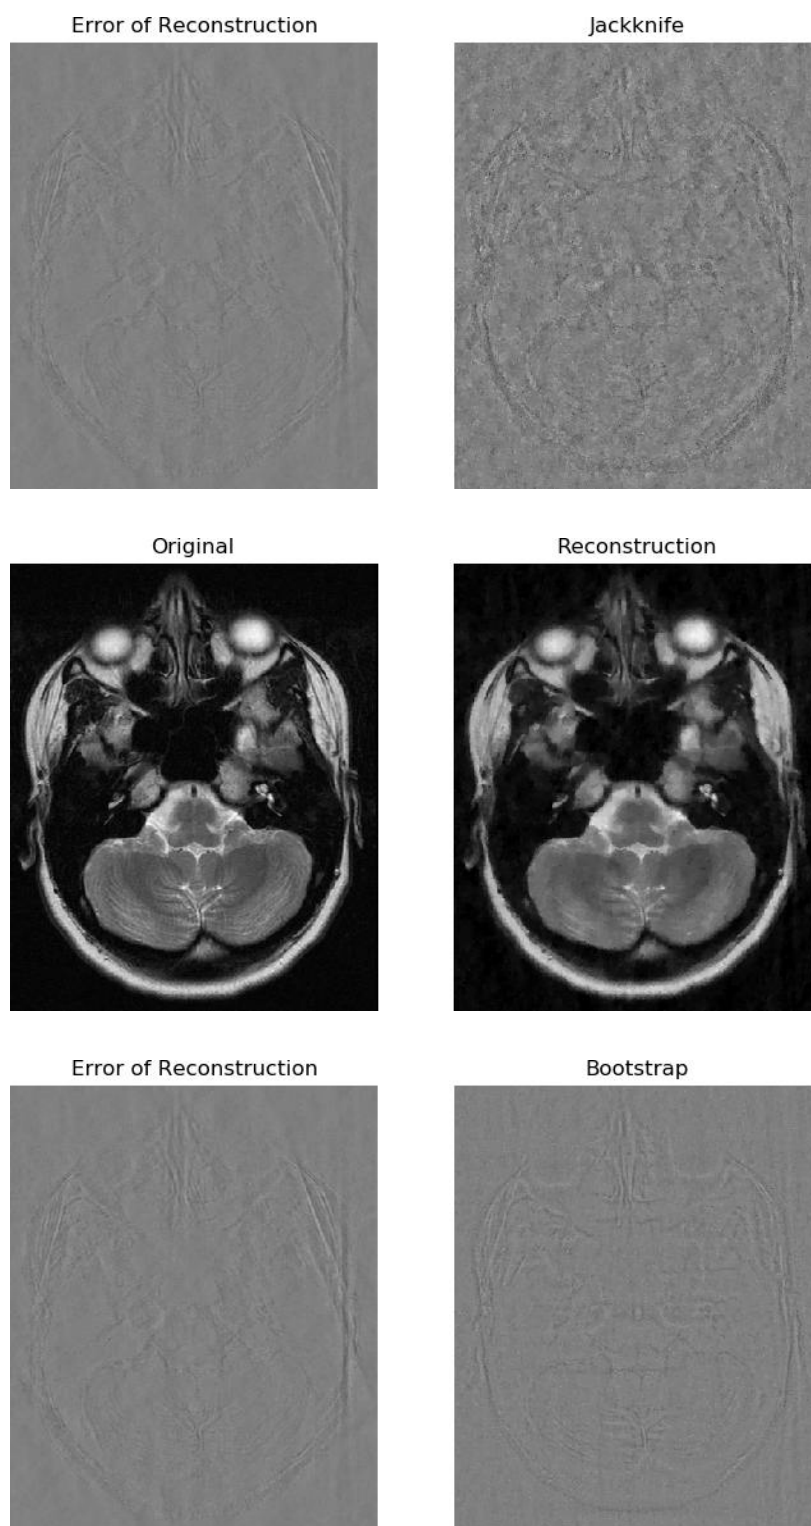 Error of Reconstruction
Jackknife
Original
Reconstruction
Error of Reconstruction
Bootstrap